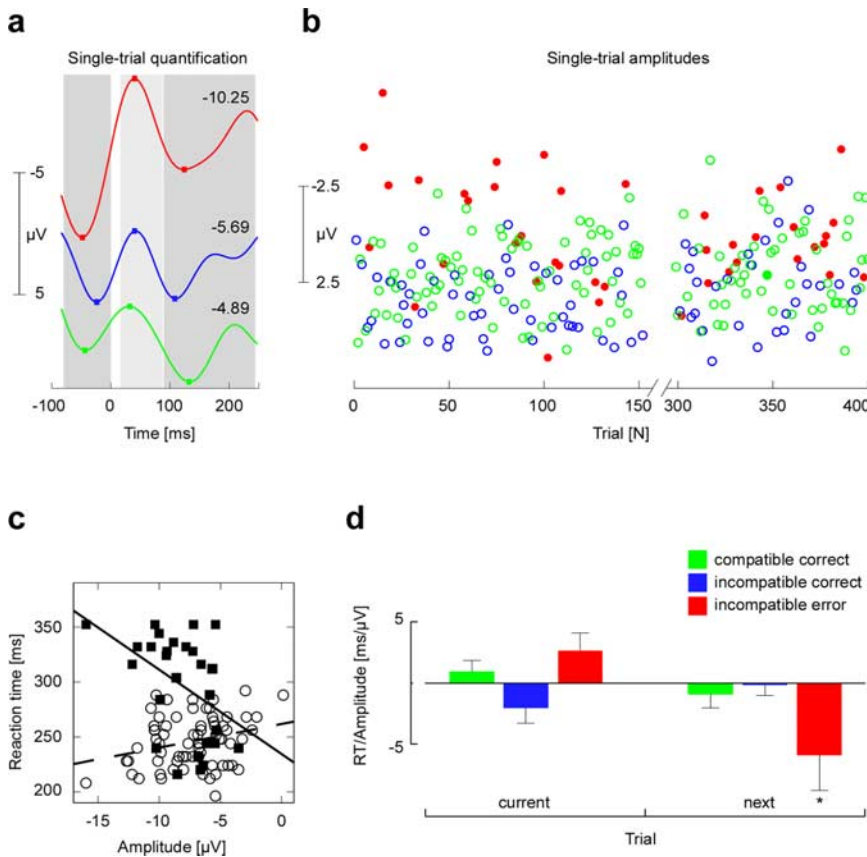 a
Single-trial quantification
-10.25
-5.69
-4.89
-5
µV
5
-100 0 100 200
Time [ms]
b
Single-trial amplitudes
-2.5
µV
2.5
0 50 100 150 300 350 400
Trial [N]
c
Reaction time [ms]
350
300
250
200
-15 -10 -5 0
Amplitude [µV]
d
compatible correct
incompatible correct
incompatible error
RT/Amplitude [ms/µV]
5
-5
*
current next
Trial